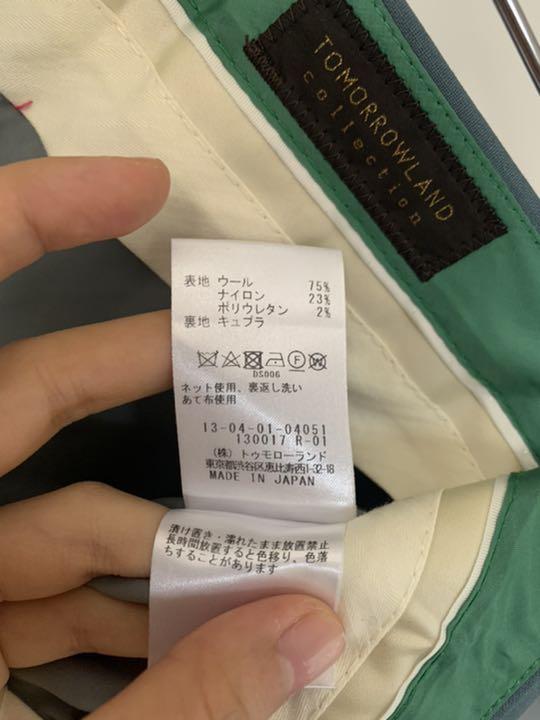 TOMORROWLAND
collection
表地 ウール 75%
ナイロン 23%
ポリウレタン 2%
裏地 キュプラ
DS006
ネット使用、裏返し洗い
あて布使用
13-04-01-04051
130017 R-01
(株) トゥモローランド
東京都渋谷区恵比寿西1-32-18
MADE IN JAPAN
漬け置き・濡れたまま放置禁止
長時間放置すると色移り、色落
ちすることがあります